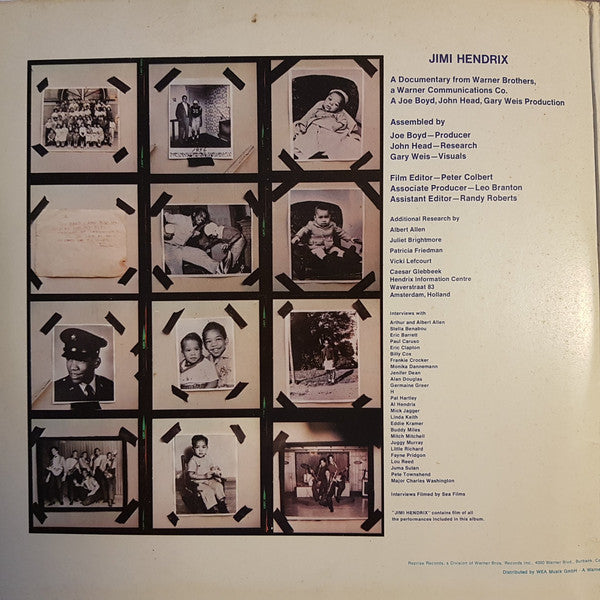 JIMI HENDRIX
A Documentary from Warner Brothers,
a Warner Communications Co.
A Joe Boyd, John Head, Gary Weis Production
Assembled by
Joe Boyd—Producer
John Head—Research
Gary Weis—Visuals
Film Editor—Peter Colbert
Associate Producer—Leo Branton
Assistant Editor—Randy Roberts
Additional Research by
Albert Allen
Juliet Brightmore
Patricia Friedman
Vicki Lefcourt
Caesar Glebbeek
Hendrix Information Centre
Waverstraat 83
Amsterdam, Holland
Interviews with
Arthur and Albert Allen
Stella Benabou
Eric Barrett
Paul Caruso
Eric Clapton
Billy Cox
Frankie Crocker
Monika Dannemann
Jenifer Dean
Alan Douglas
Germaine Greer
H
Pat Hartley
Al Hendrix
Mick Jagger
Linda Keith
Eddie Kramer
Buddy Miles
Mitch Mitchell
Juggy Murray
Little Richard
Fayne Pridgon
Lou Reed
Juma Sutan
Pete Townshend
Major Charles Washington
Interviews Filmed by Sea Films
"JIMI HENDRIX" contains film of all
the performances included in this album.
Reprise Records, a Division of Warner Bros. Records Inc., 4000 Warner Blvd., Burbank, Ca
Distributed by WEA Musik GmbH - A Warne